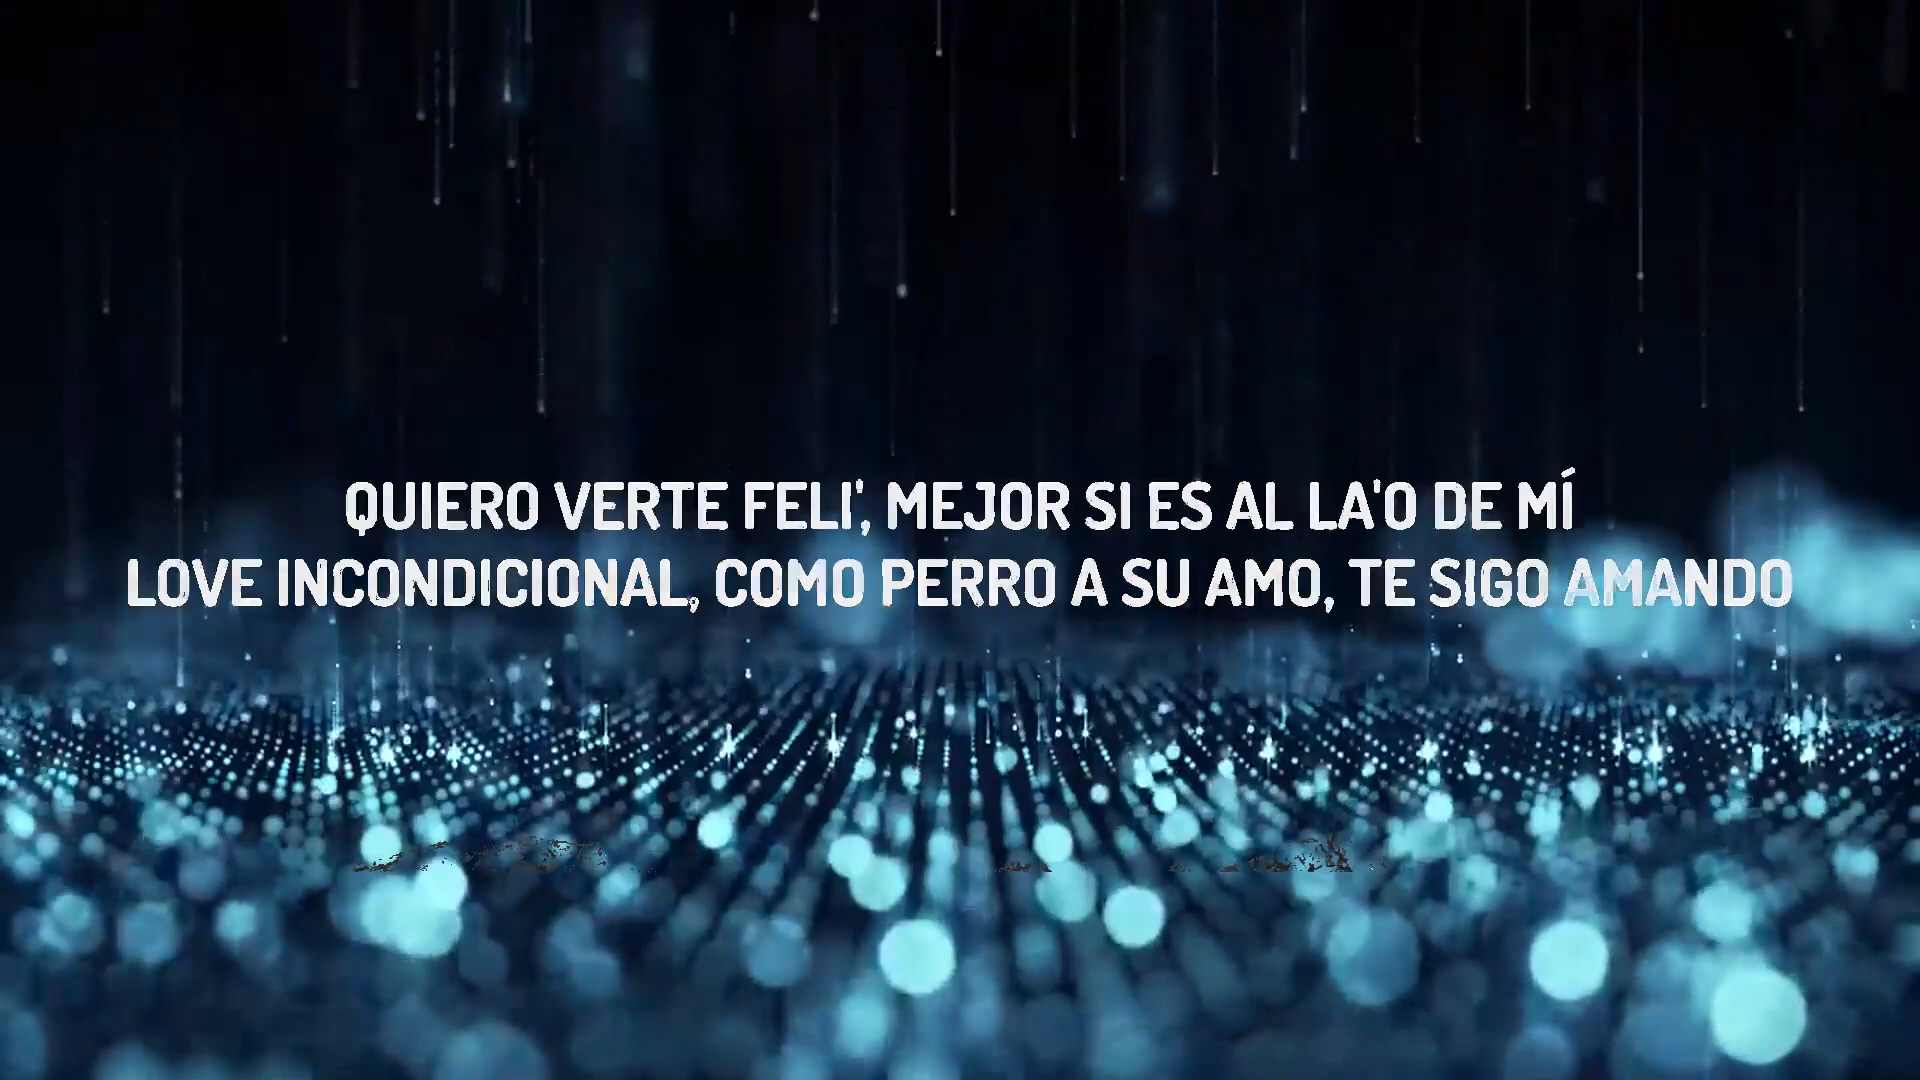 QUIERO VERTE FELI', MEJOR SI ES AL LA'O DE MÍ
LOVE INCONDICIONAL, COMO PERRO A SU AMO, TE SIGO AMANDO